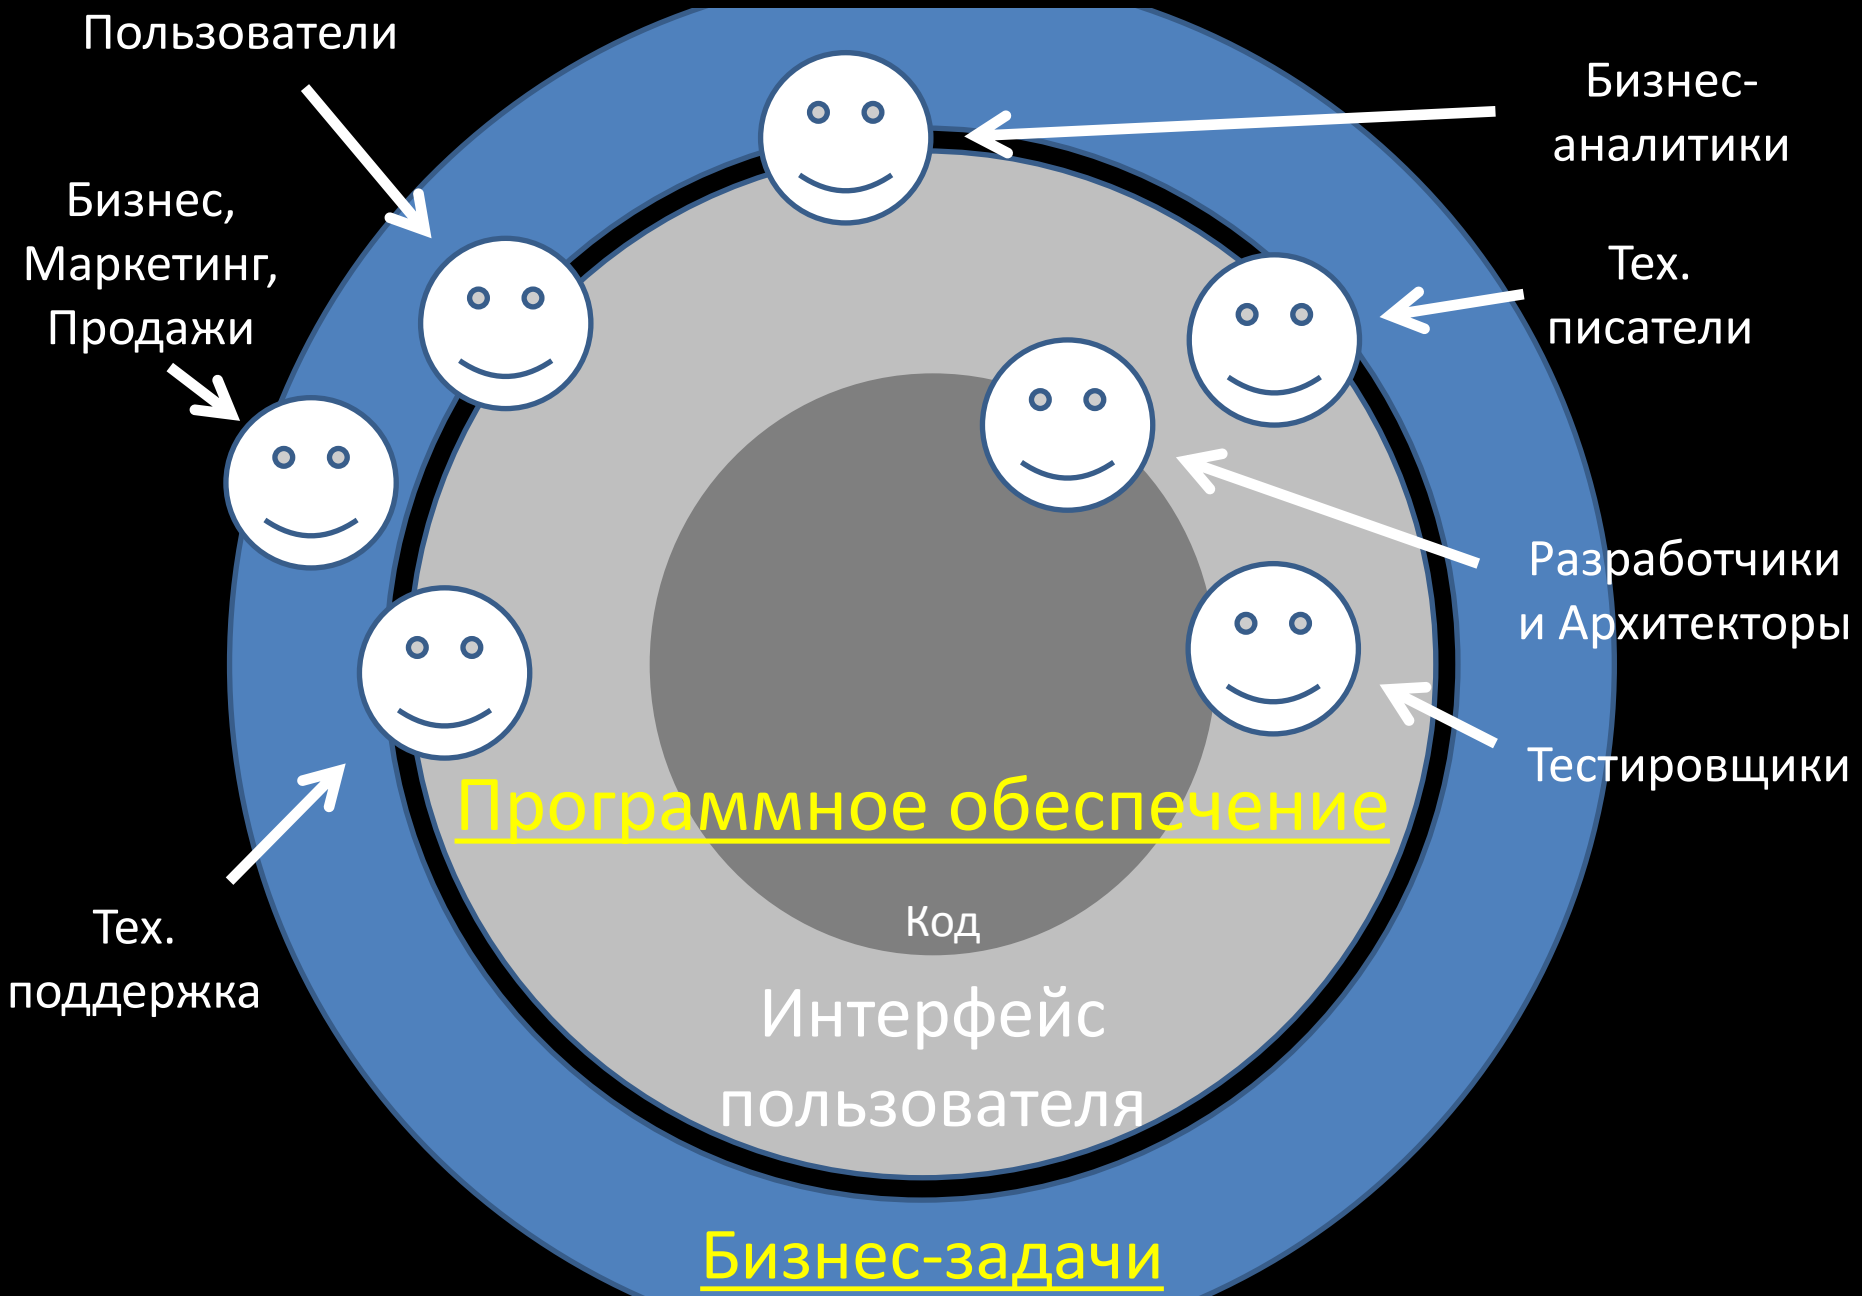 Пользователи
Бизнес-
аналитики
Бизнес,
Маркетинг,
Продажи
Тех.
писатели
Разработчики
и Архитекторы
Тестировщики
Программное обеспечение
Код
Тех.
поддержка
Интерфейс
пользователя
Бизнес-задачи